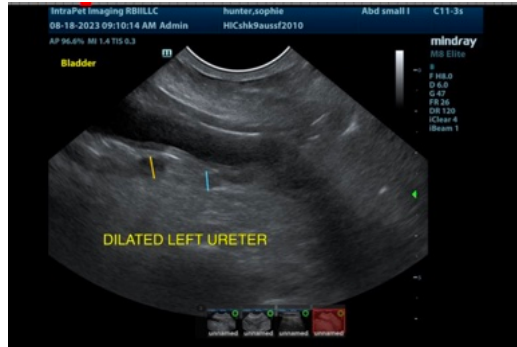 IntraPet Imaging RBIILLC hunter,sophie Abd small I C11-3s
08-18-2023 09:10:14 AM Admin HICshk9aussf2010
AP 96.6% MI 1.4 TIS 0.3 mindray
M8 Elite
m
Bladder
B
F H8.0
D 6.0
G 47
FR 26
DR 120
iClear 4
iBeam 1
DILATED LEFT URETER
unnamed unnamed unnamed unnamed